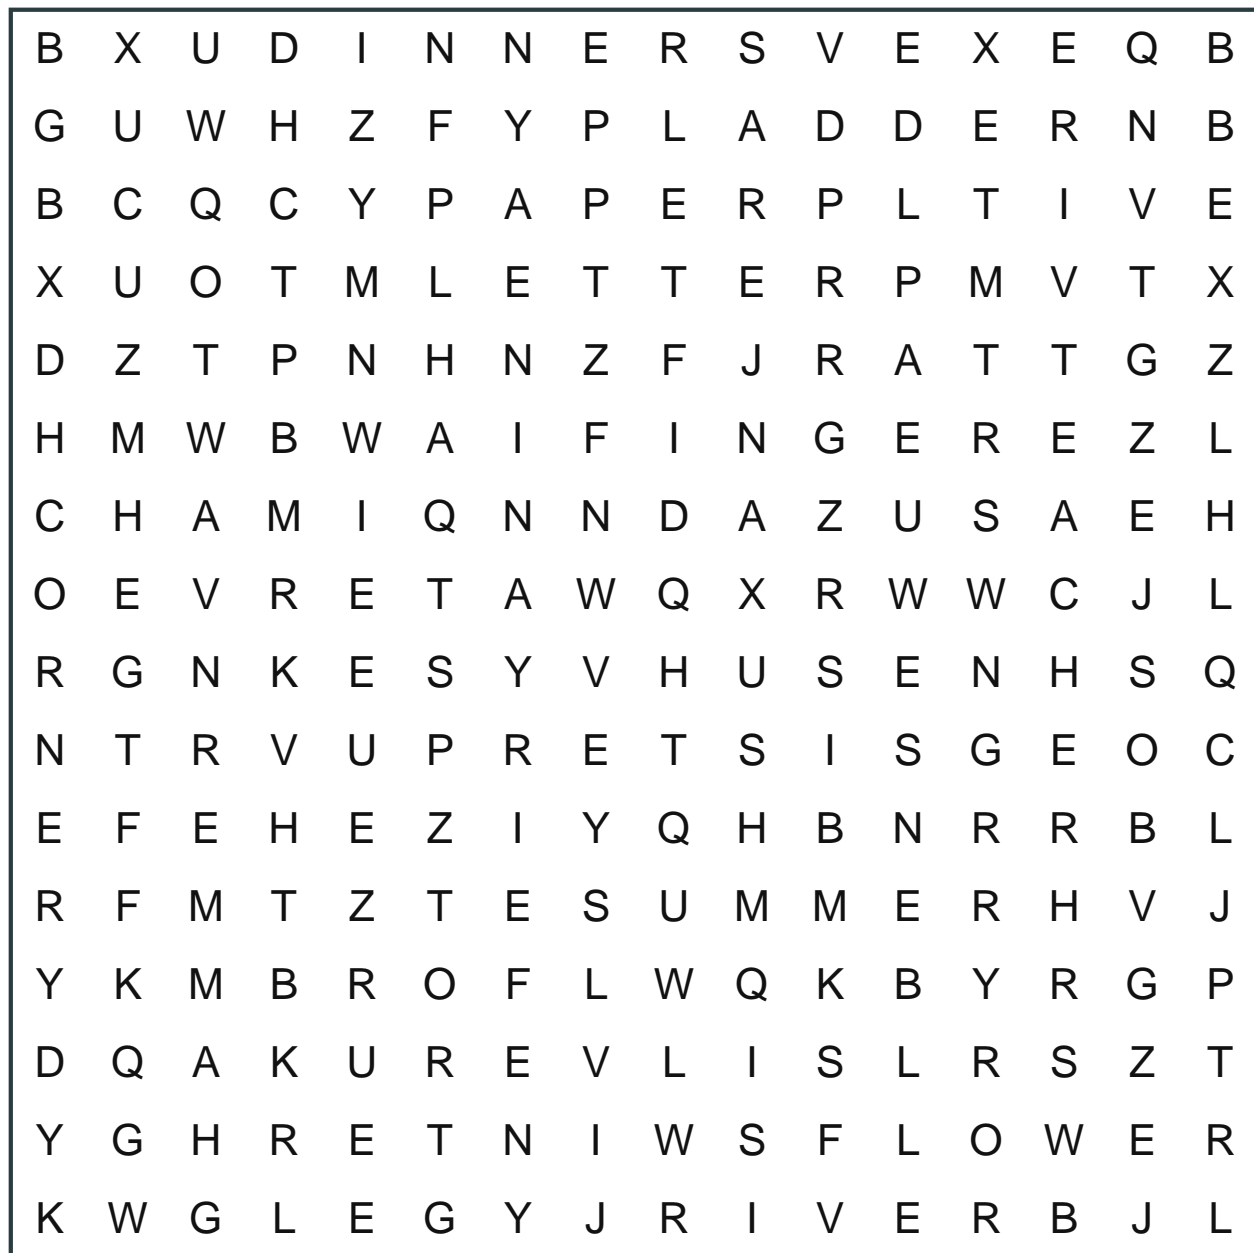 B X U D I N N E R S V E X E Q B
G U W H Z F Y P L A D D E R N B
B C Q C Y P A P E R P L T I V E
X U O T M L E T T E R P M V T X
D Z T P N H N Z F J R A T T G Z
H M W B W A I F I N G E R E Z L
C H A M I Q N N D A Z U S A E H
O E V R E T A W Q X R W W C J L
R G N K E S Y V H U S E N H S Q
N T R V U P R E T S I S G E O C
E F E H E Z I Y Q H B N R R B L
R F M T Z T E S U M M E R H V J
Y K M B R O F L W Q K B Y R G P
D Q A K U R E V L I S L R S Z T
Y G H R E T N I W S F L O W E R
K W G L E G Y J R I V E R B J L